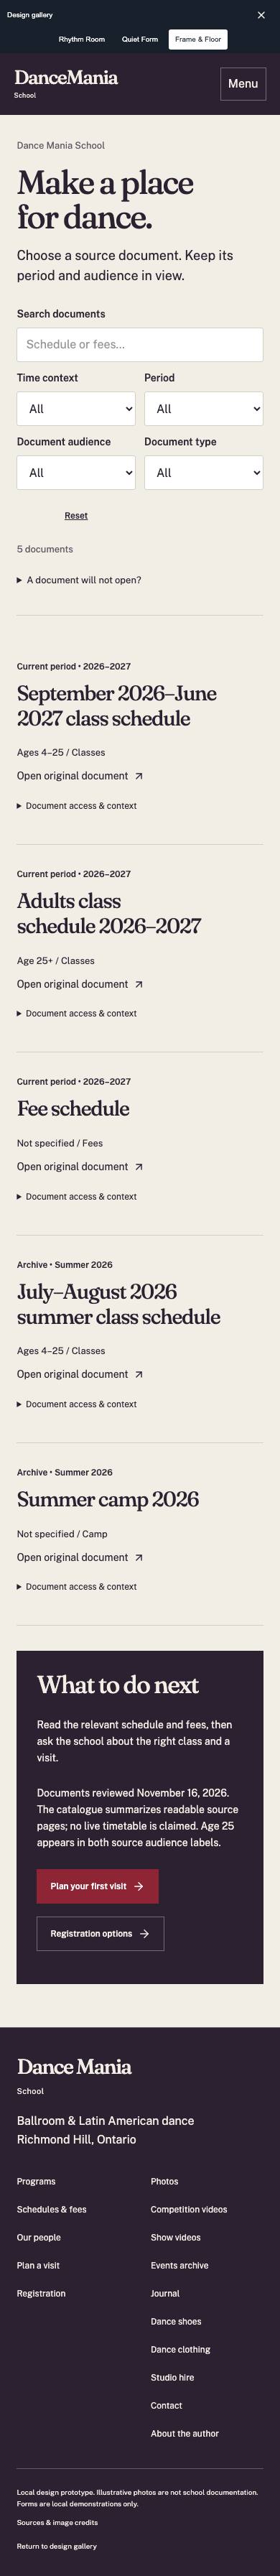 Design gallery
Rhythm Room Quiet Form Frame & Floor
DanceMania
School
Menu
Dance Mania School
Make a place
for dance.
Choose a source document. Keep its
period and audience in view.
Search documents
Schedule or fees...
Time context Period
All All
Document audience Document type
All All
Reset
5 documents
A document will not open?
Current period • 2026–2027
September 2026–June
2027 class schedule
Ages 4–25 / Classes
Open original document
Document access & context
Current period • 2026–2027
Adults class
schedule 2026–2027
Age 25+ / Classes
Open original document
Document access & context
Current period • 2026–2027
Fee schedule
Not specified / Fees
Open original document
Document access & context
Archive • Summer 2026
July–August 2026
summer class schedule
Ages 4–25 / Classes
Open original document
Document access & context
Archive • Summer 2026
Summer camp 2026
Not specified / Camp
Open original document
Document access & context
What to do next
Read the relevant schedule and fees, then
ask the school about the right class and a
visit.
Documents reviewed November 16, 2026.
The catalogue summarizes readable source
pages; no live timetable is claimed. Age 25
appears in both source audience labels.
Plan your first visit
Registration options
Dance Mania
School
Ballroom & Latin American dance
Richmond Hill, Ontario
Programs
Schedules & fees
Our people
Plan a visit
Registration
Photos
Competition videos
Show videos
Events archive
Journal
Dance shoes
Dance clothing
Studio hire
Contact
About the author
Local design prototype. Illustrative photos are not school documentation.
Forms are local demonstrations only.
Sources & image credits
Return to design gallery